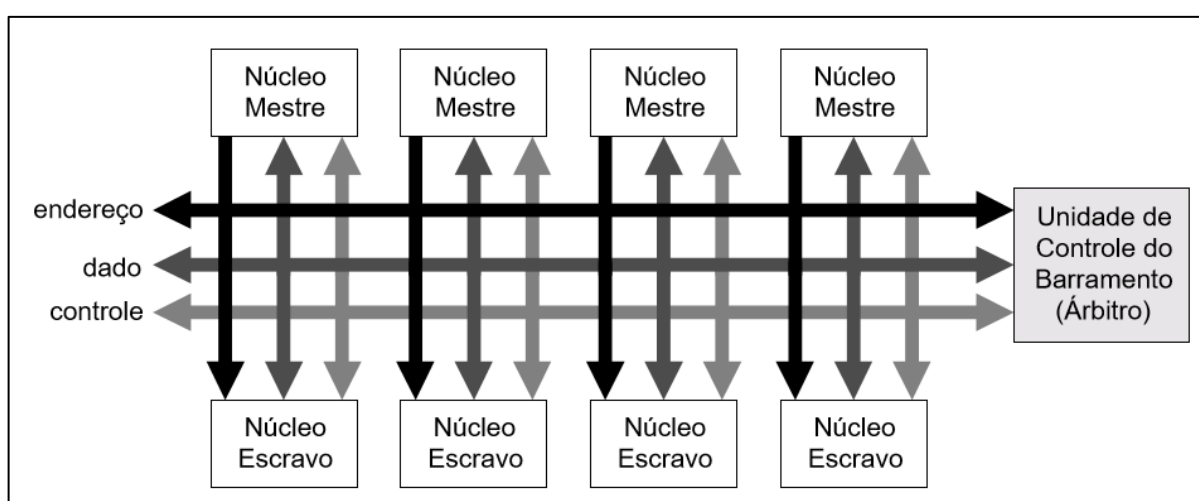 Núcleo
Mestre
Núcleo
Mestre
Núcleo
Mestre
Núcleo
Mestre
endereço
dado
controle
Unidade de
Controle do
Barramento
(Árbitro)
Núcleo
Escravo
Núcleo
Escravo
Núcleo
Escravo
Núcleo
Escravo